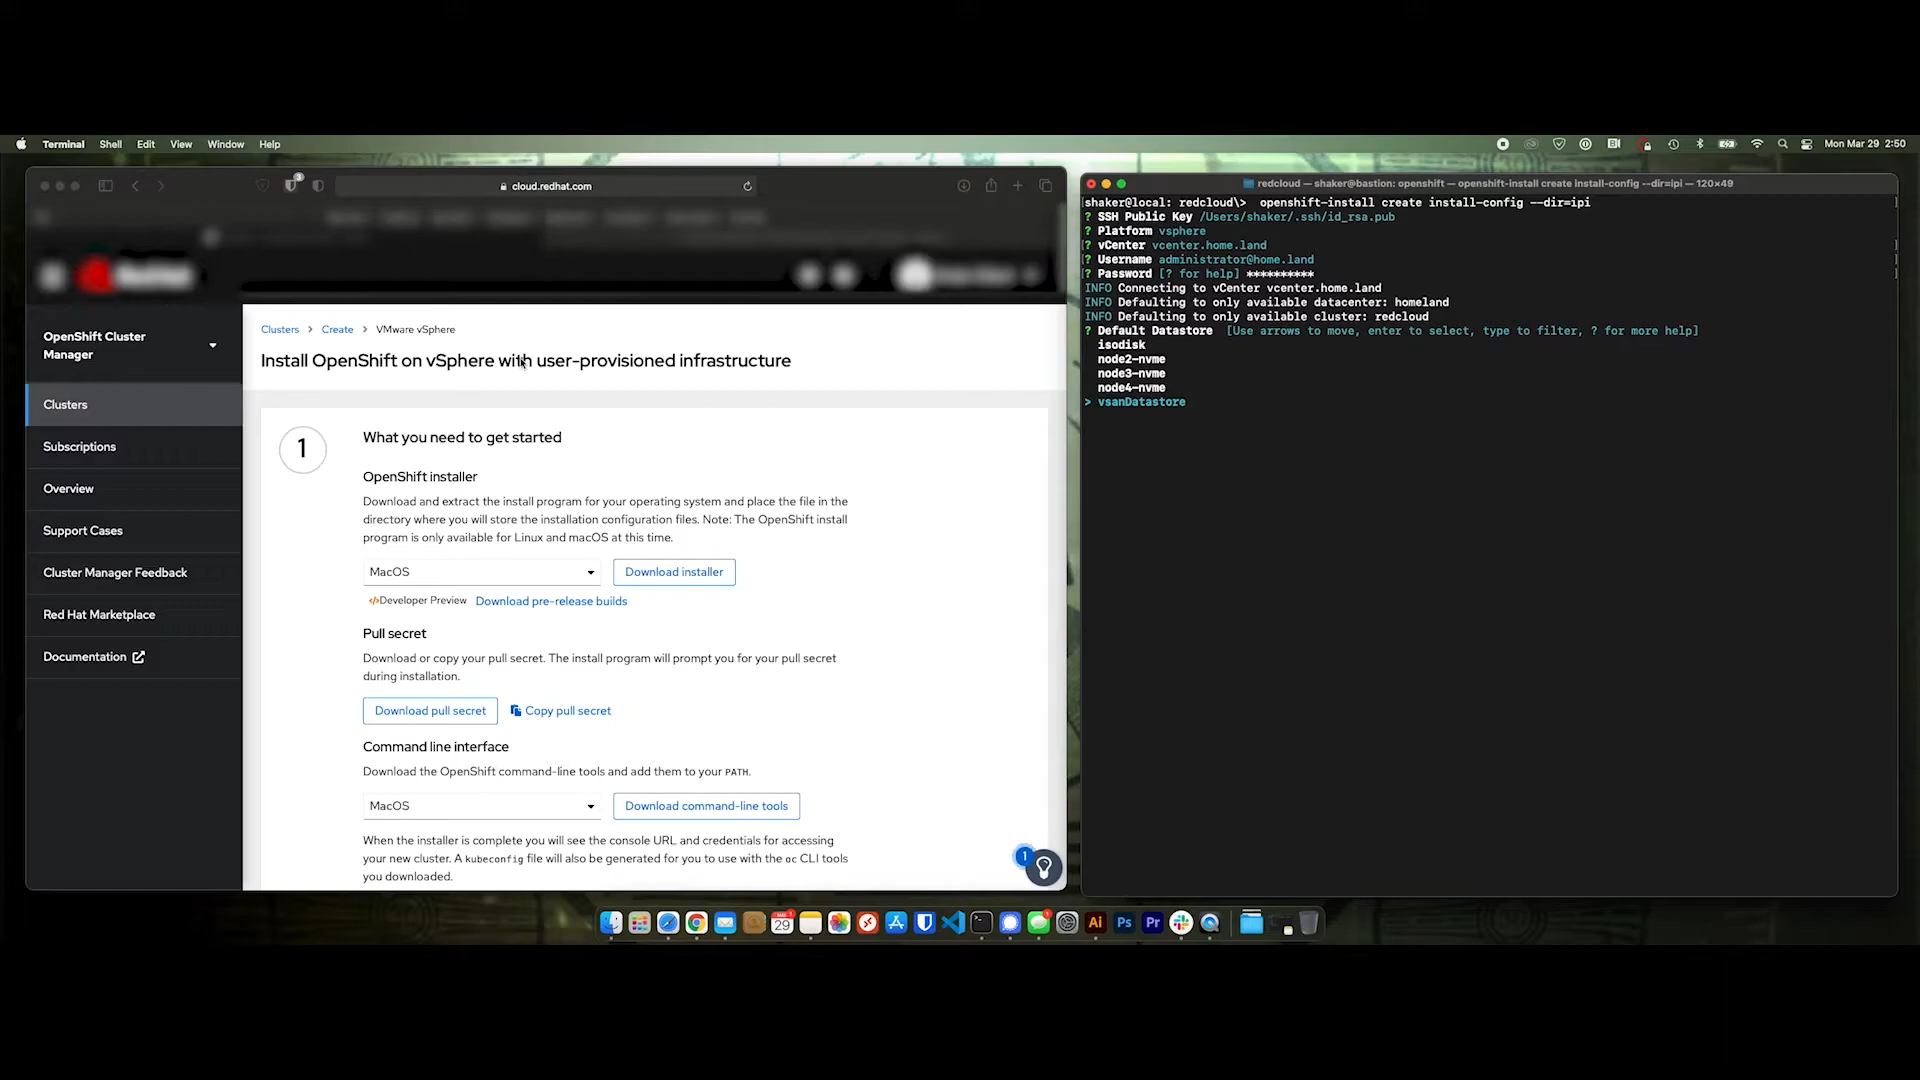 Terminal Shell Edit View Window Help
Mon Mar 29 2:50
3
cloud.redhat.com
Red Hat
OpenShift Cluster
Manager
Clusters
Subscriptions
Overview
Support Cases
Cluster Manager Feedback
Red Hat Marketplace
Documentation
Clusters > Create > VMware vSphere
Install OpenShift on vSphere with user-provisioned infrastructure
1
What you need to get started
OpenShift installer
Download and extract the install program for your operating system and place the file in the
directory where you will store the installation configuration files. Note: The OpenShift install
program is only available for Linux and macOS at this time.
MacOS
Download installer
</>Developer Preview
Download pre-release builds
Pull secret
Download or copy your pull secret. The install program will prompt you for your pull secret
during installation.
Download pull secret
Copy pull secret
Command line interface
Download the OpenShift command-line tools and add them to your PATH.
MacOS
Download command-line tools
When the installer is complete you will see the console URL and credentials for accessing
your new cluster. A kubeconfig file will also be generated for you to use with the oc CLI tools
you downloaded.
1
redcloud — shaker@bastion: openshift — openshift-install create install-config --dir=ipi — 120×49
[shaker@local: redcloud\> openshift-install create install-config --dir=ipi
? SSH Public Key /Users/shaker/.ssh/id_rsa.pub
? Platform vsphere
[? vCenter vcenter.home.land ]
[? Username administrator@home.land ]
[? Password [? for help] ********** ]
INFO Connecting to vCenter vcenter.home.land
INFO Defaulting to only available datacenter: homeland
INFO Defaulting to only available cluster: redcloud
? Default Datastore [Use arrows to move, enter to select, type to filter, ? for more help]
isodisk
node2-nvme
node3-nvme
node4-nvme
> vsanDatastore
29
Ai
Ps
Pr